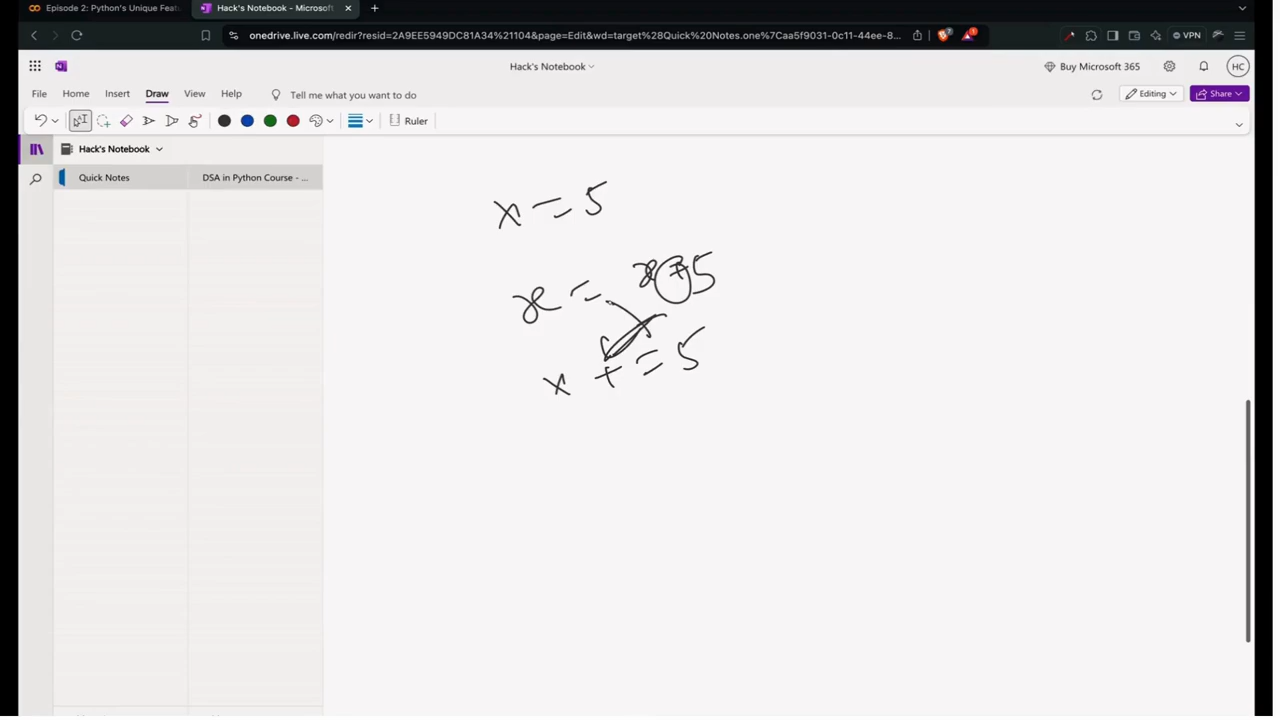 Episode 2: Python's Unique Feat
Hack's Notebook - Microsoft
onedrive.live.com/redir?resid=2A9EE5949DC81A34%21104&page=Edit&wd=target%28Quick%20Notes.one%7Caa5f9031-0c11-44ee-8...
VPN
Hack's Notebook
Buy Microsoft 365
HC
File Home Insert Draw View Help Tell me what you want to do
Editing
Share
Ruler
Hack's Notebook
Quick Notes
DSA in Python Course - ...
x = 5
x = x + 5
x + = 5